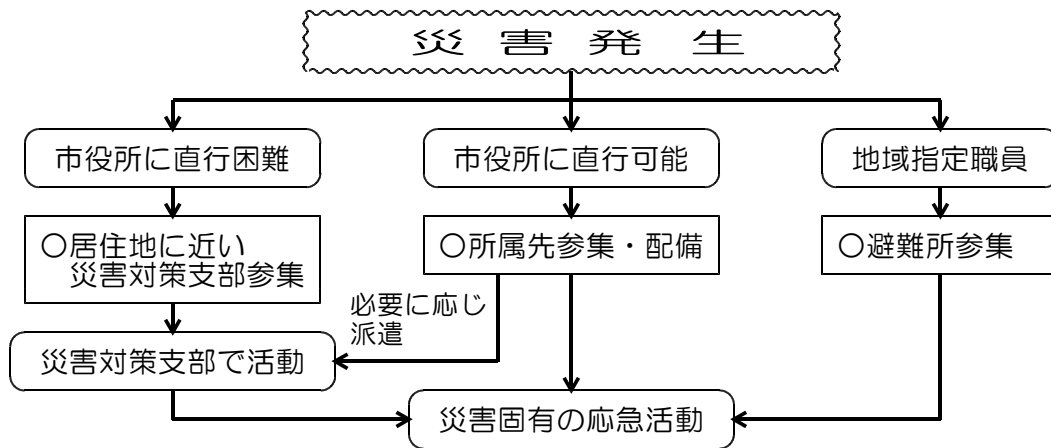 災害発生
市役所に直行困難
市役所に直行可能
地域指定職員
○居住地に近い
災害対策支部参集
○所属先参集・配備
○避難所参集
必要に応じ
派遣
災害対策支部で活動
災害固有の応急活動